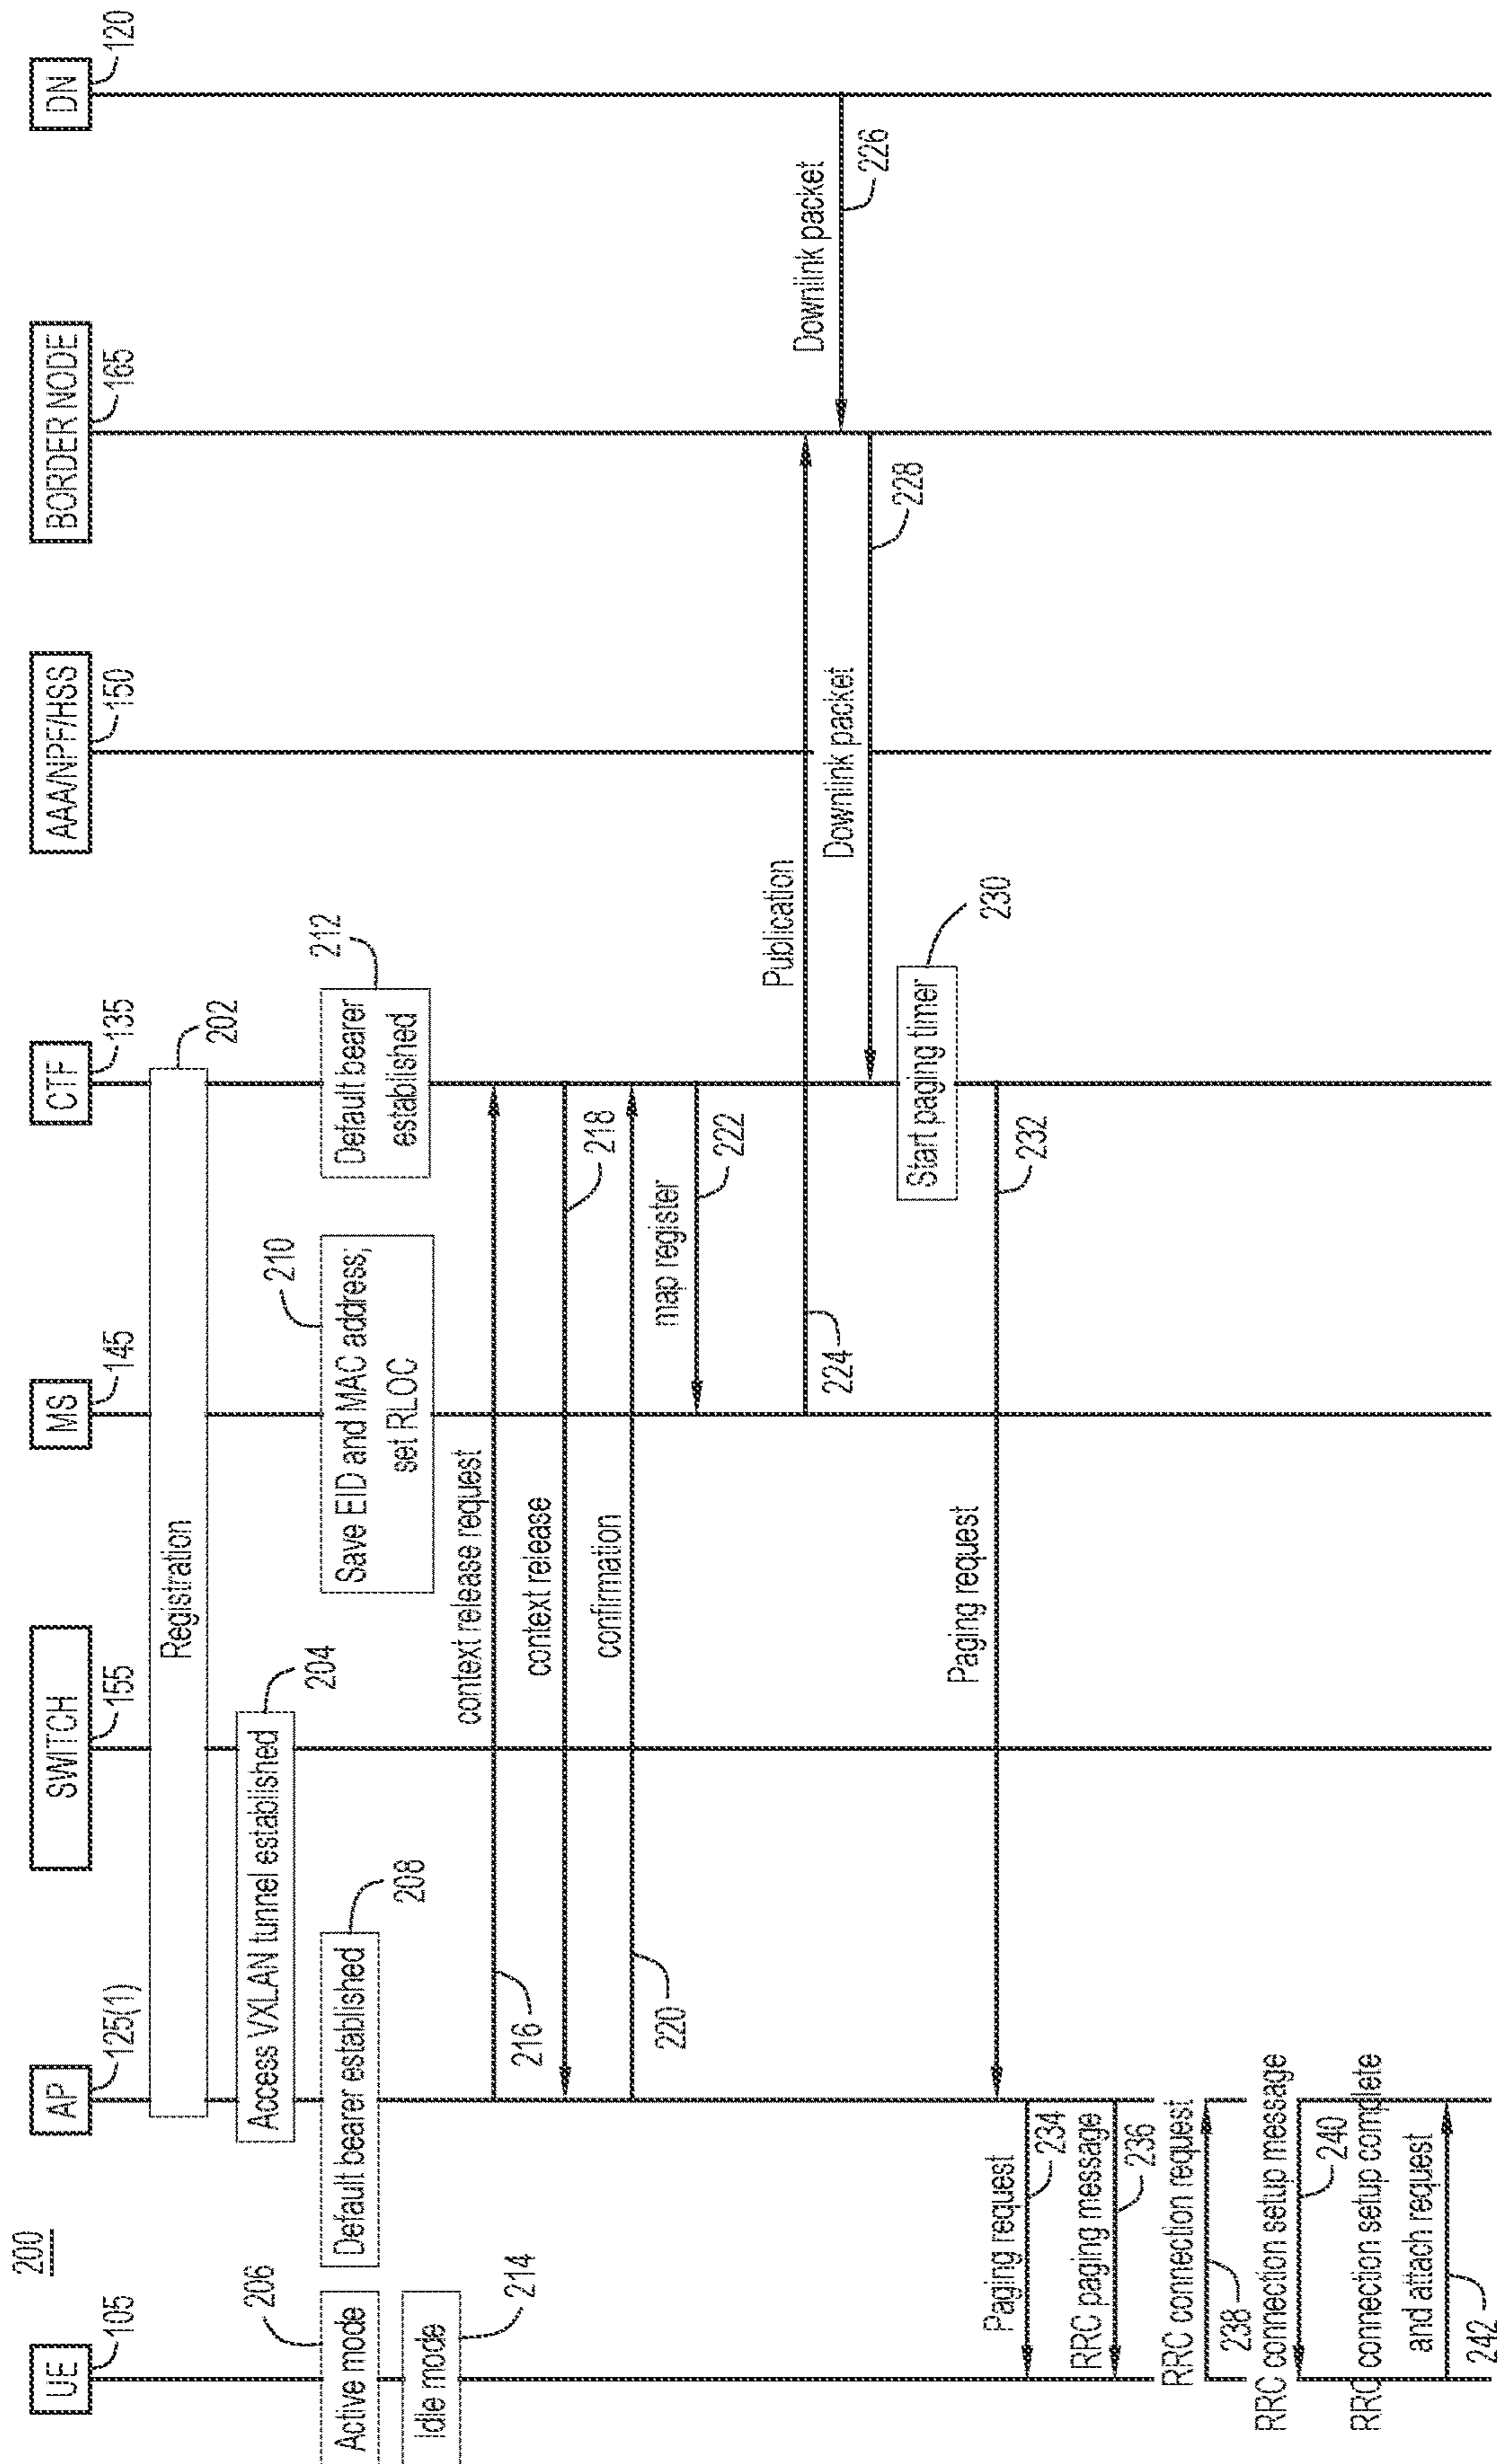 200
UE
105
AP
125(1)
SWITCH
155
MS
145
CTF
135
AAA/NPF/HSS
150
BORDER NODE
165
DN
120
Registration
202
Access VXLAN tunnel established
204
Active mode
206
Default bearer established
208
Save EID and MAC address;
set RLOC
210
Default bearer
established
212
Idle mode
214
context release request
216
context release
218
confirmation
220
map register
222
Publication
224
Downlink packet
226
Downlink packet
228
Start paging timer
230
Paging request
232
Paging request
234
RRC paging message
236
RRC connection request
238
RRC connection setup message
240
RRC connection setup complete
and attach request
242